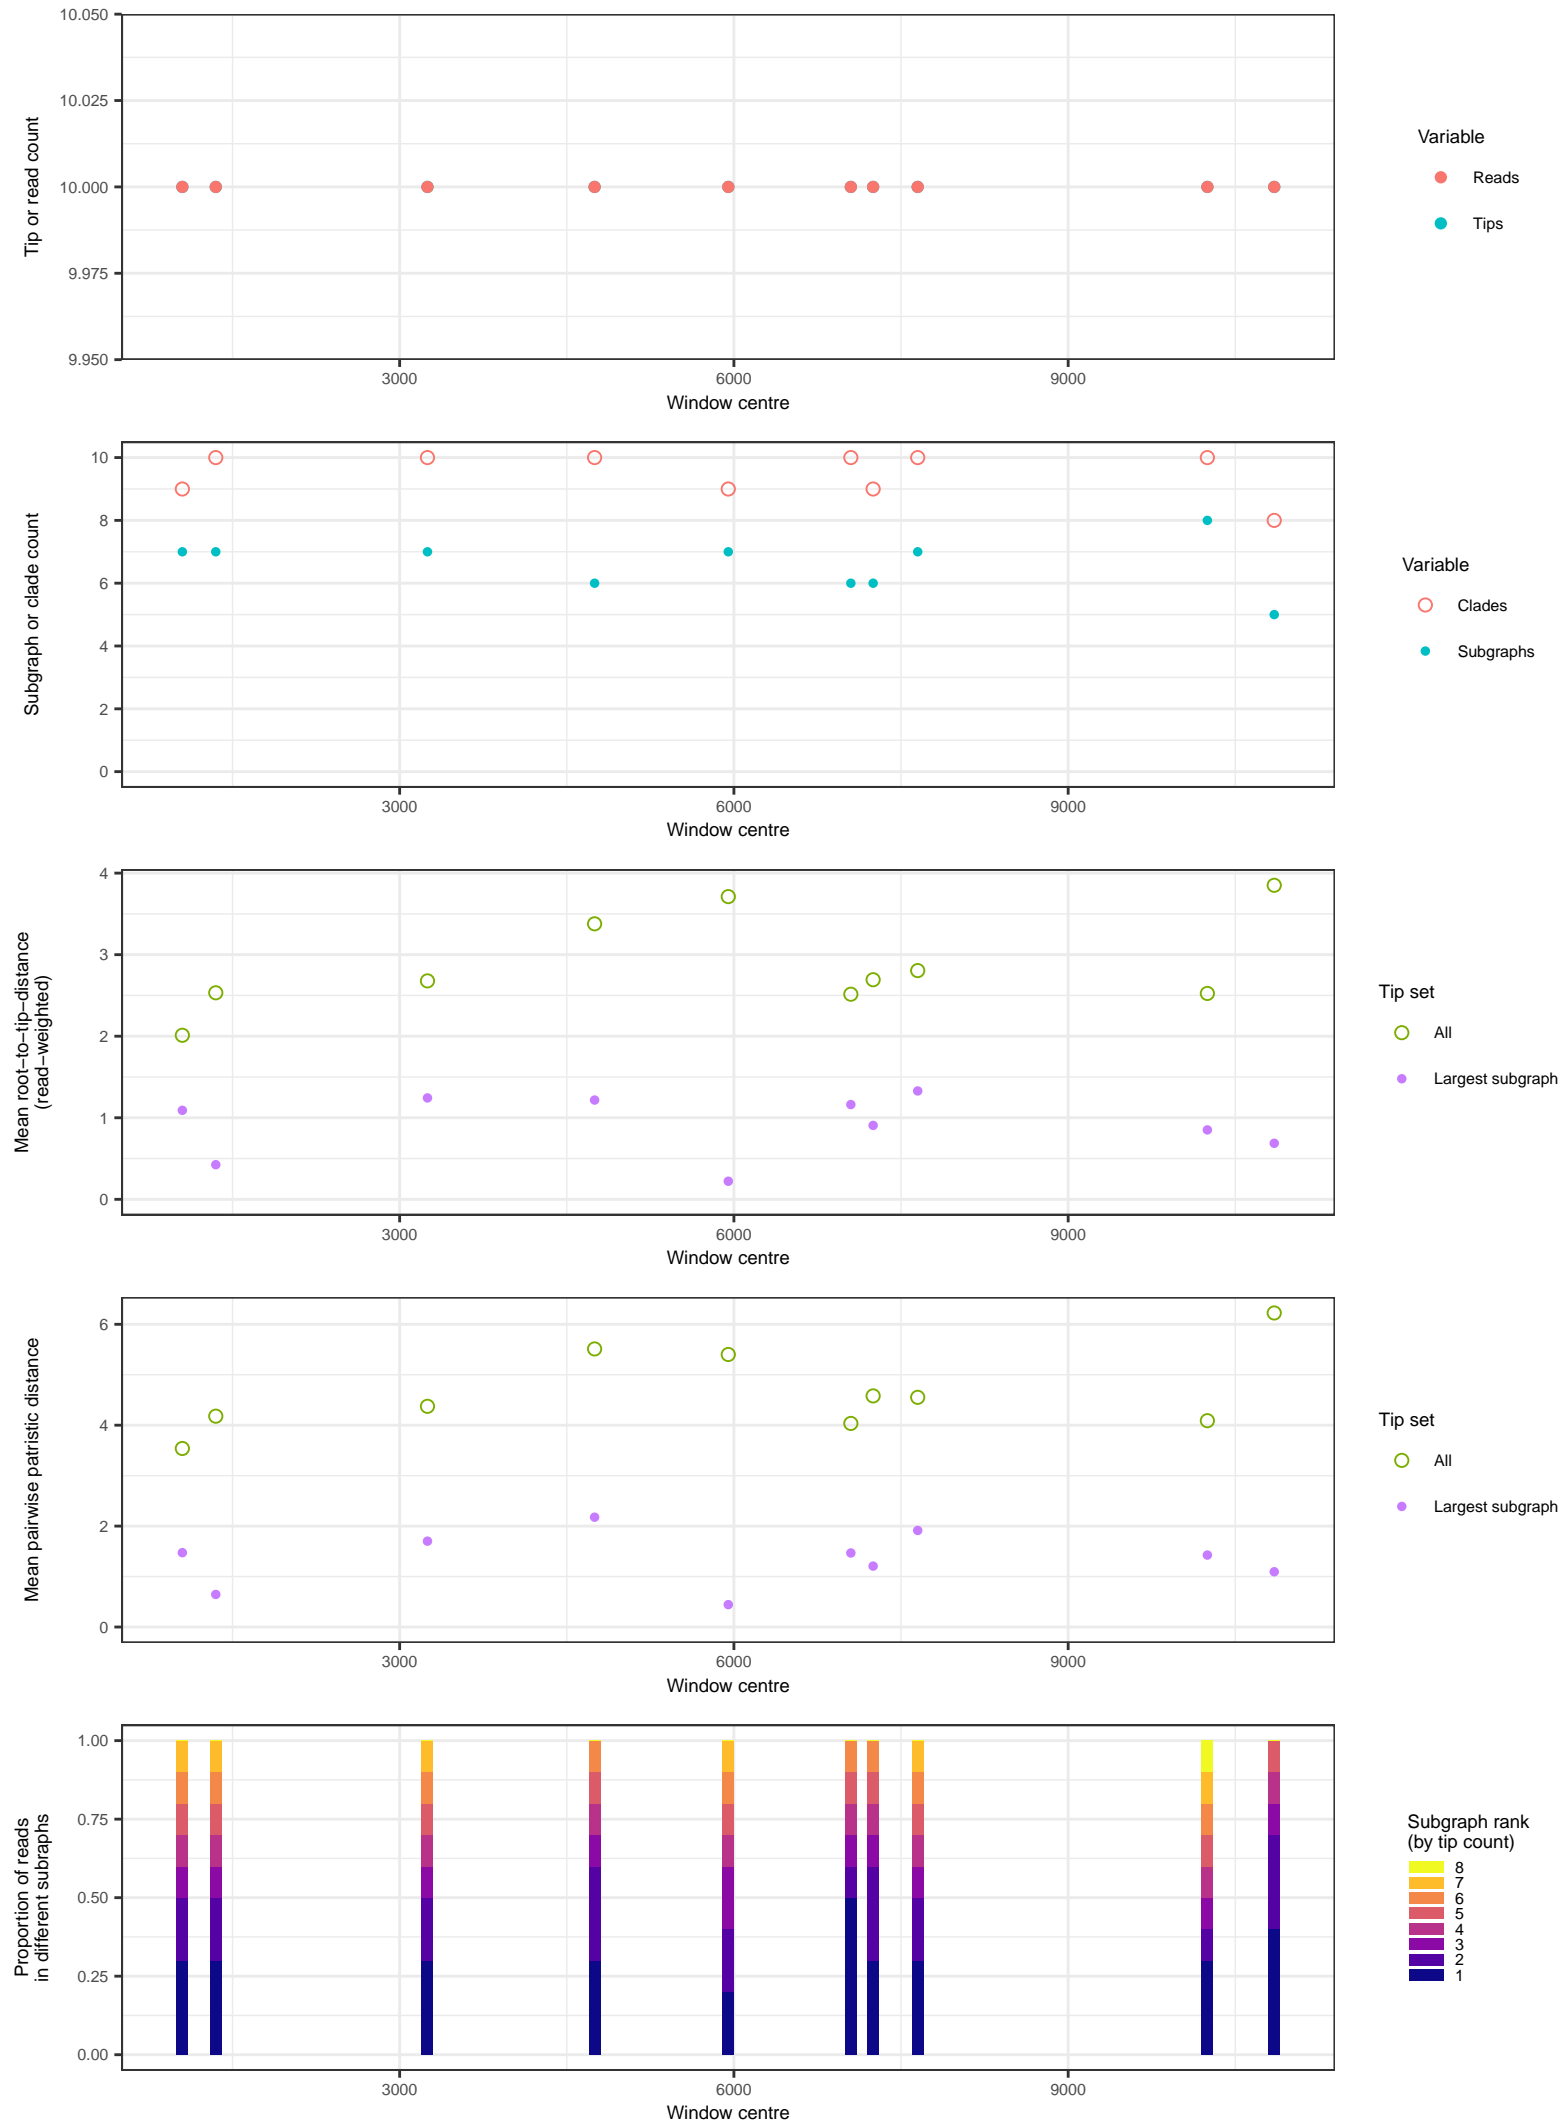 10.050
10.025
10.000
9.975
9.950
Tip or read count
3000
6000
9000
Window centre
Variable
Reads
Tips
10
8
6
4
2
0
Subgraph or clade count
3000
6000
9000
Window centre
Variable
Clades
Subgraphs
4
3
2
1
0
Mean root−to−tip−distance
(read−weighted)
3000
6000
9000
Window centre
Tip set
All
Largest subgraph
6
4
2
0
Mean pairwise patristic distance
3000
6000
9000
Window centre
Tip set
All
Largest subgraph
1.00
0.75
0.50
0.25
0.00
Proportion of reads
in different subraphs
3000
6000
9000
Window centre
Subgraph rank
(by tip count)
8
7
6
5
4
3
2
1